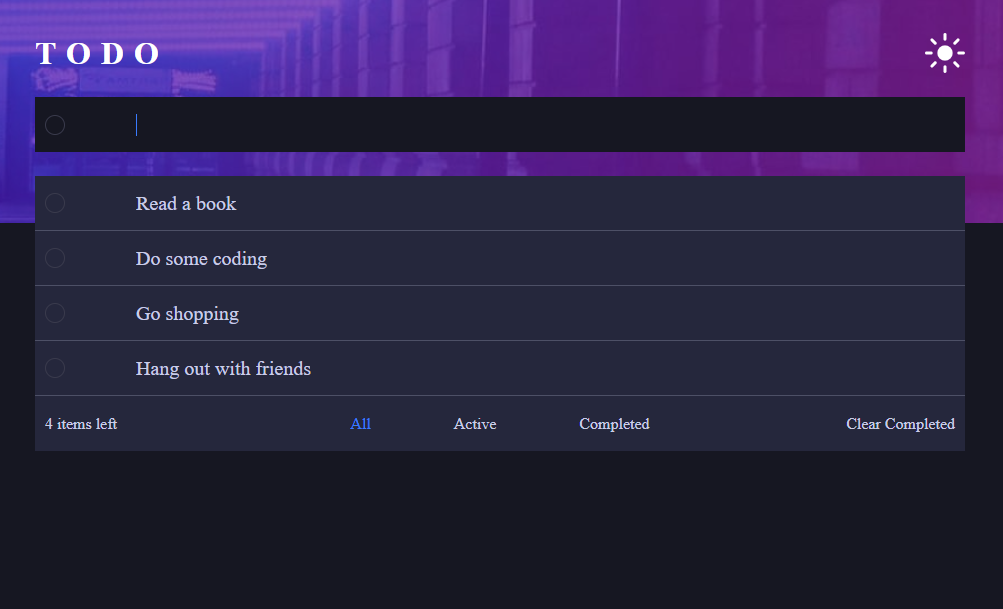 TODO
Read a book
Do some coding
Go shopping
Hang out with friends
4 items left All Active Completed Clear Completed